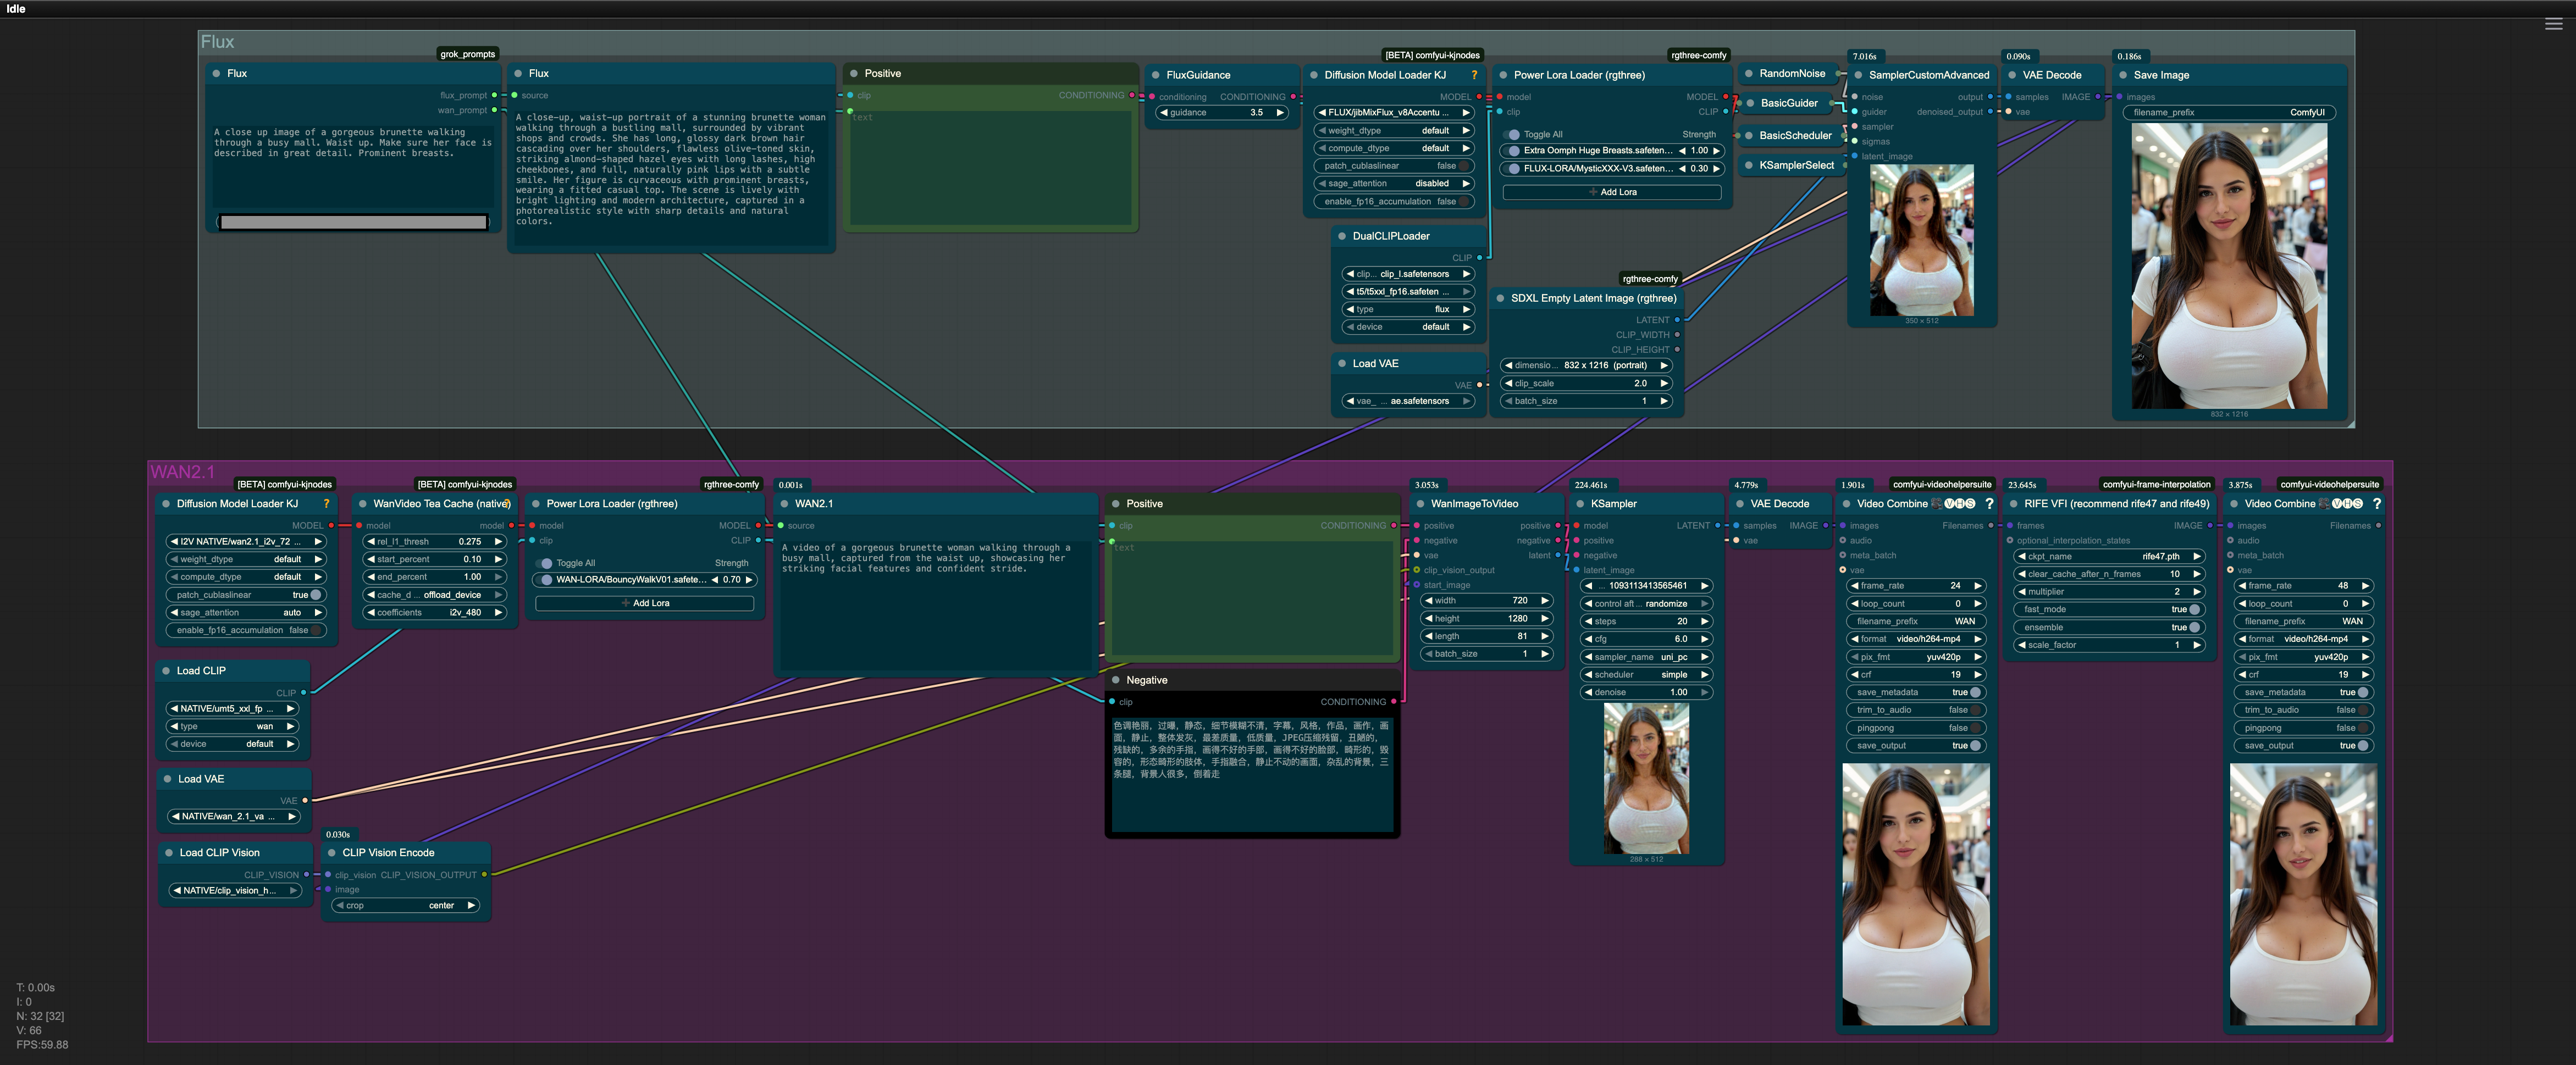 Idle
Flux
grok_prompts
Flux
flux_prompt
wan_prompt
A close up image of a gorgeous brunette walking
through a busy mall. Waist up. Make sure her face is
described in great detail. Prominent breasts.
Flux
source
A close-up, waist-up portrait of a stunning brunette woman
walking through a bustling mall, surrounded by vibrant
shops and crowds. She has long, glossy dark brown hair
cascading over her shoulders, flawless olive-toned skin,
striking almond-shaped hazel eyes with long lashes, high
cheekbones, and full, naturally pink lips with a subtle
smile. Her figure is curvaceous with prominent breasts,
wearing a fitted casual top. The scene is lively with
bright lighting and modern architecture, captured in a
photorealistic style with sharp details and natural
colors.
Positive
clip CONDITIONING
text
FluxGuidance
conditioning CONDITIONING
guidance 3.5
[BETA] comfyui-kjnodes
Diffusion Model Loader KJ ?
MODEL
FLUX/jibMixFlux_v8Accentu ...
weight_dtype default
compute_dtype default
patch_cublaslinear false
sage_attention disabled
enable_fp16_accumulation false
DualCLIPLoader
CLIP
clip... clip_l.safetensors
t5/t5xxl_fp16.safeten ...
type flux
device default
Load VAE
VAE
vae_ ... ae.safetensors
rgthree-comfy
Power Lora Loader (rgthree)
model MODEL
clip CLIP
Toggle All Strength
Extra Oomph Huge Breasts.safeten... 1.00
FLUX-LORA/MysticXXX-V3.safeten... 0.30
+ Add Lora
rgthree-comfy
SDXL Empty Latent Image (rgthree)
LATENT
CLIP_WIDTH
CLIP_HEIGHT
dimensio ... 832 x 1216 (portrait)
clip_scale 2.0
batch_size 1
RandomNoise
BasicGuider
BasicScheduler
KSamplerSelect
7.016s
SamplerCustomAdvanced
noise output
guider denoised_output
sampler
sigmas
latent_image
350 × 512
0.090s
VAE Decode
samples IMAGE
vae
0.186s
Save Image
images
filename_prefix ComfyUI
832 × 1216
WAN2.1
[BETA] comfyui-kjnodes
Diffusion Model Loader KJ ?
MODEL
I2V NATIVE/wan2.1_i2v_72 ...
weight_dtype default
compute_dtype default
patch_cublaslinear true
sage_attention auto
enable_fp16_accumulation false
Load CLIP
CLIP
NATIVE/umt5_xxl_fp ...
type wan
device default
Load VAE
VAE
NATIVE/wan_2.1_va ...
Load CLIP Vision
CLIP_VISION
NATIVE/clip_vision_h...
0.030s
CLIP Vision Encode
clip_vision CLIP_VISION_OUTPUT
image
crop center
[BETA] comfyui-kjnodes
WanVideo Tea Cache (native) ?
model model
rel_l1_thresh 0.275
start_percent 0.10
end_percent 1.00
cache_d ... offload_device
coefficients i2v_480
rgthree-comfy
Power Lora Loader (rgthree)
model MODEL
clip CLIP
Toggle All Strength
WAN-LORA/BouncyWalkV01.safete... 0.70
+ Add Lora
0.001s
WAN2.1
source
A video of a gorgeous brunette woman walking through a
busy mall, captured from the waist up, showcasing her
striking facial features and confident stride.
Positive
clip CONDITIONING
text
Negative
clip CONDITIONING
色调艳丽，过曝，静态，细节模糊不清，字幕，风格，作品，画作，画
面，静止，整体发灰，最差质量，低质量，JPEG压缩残留，丑陋的，
残缺的，多余的手指，画得不好的手部，画得不好的脸部，畸形的，毁
容的，形态畸形的肢体，手指融合，静止不动的画面，杂乱的背景，三
条腿，背景人很多，倒着走
3.053s
WanImageToVideo
positive positive
negative negative
vae latent
clip_vision_output
start_image
width 720
height 1280
length 81
batch_size 1
224.461s
KSampler
model LATENT
positive
negative
latent_image
... 1093113413565461
control aft ... randomize
steps 20
cfg 6.0
sampler_name uni_pc
scheduler simple
denoise 1.00
288 × 512
4.779s
VAE Decode
samples IMAGE
vae
1.901s
comfyui-videohelpersuite
Video Combine 🎥🅥🅗🅢 ?
images Filenames
audio
meta_batch
vae
frame_rate 24
loop_count 0
filename_prefix WAN
format video/h264-mp4
pix_fmt yuv420p
crf 19
save_metadata true
trim_to_audio false
pingpong false
save_output true
23.645s
comfyui-frame-interpolation
RIFE VFI (recommend rife47 and rife49)
frames IMAGE
optional_interpolation_states
ckpt_name rife47.pth
clear_cache_after_n_frames 10
multiplier 2
fast_mode true
ensemble true
scale_factor 1
3.875s
comfyui-videohelpersuite
Video Combine 🎥🅥🅗🅢 ?
images Filenames
audio
meta_batch
vae
frame_rate 48
loop_count 0
filename_prefix WAN
format video/h264-mp4
pix_fmt yuv420p
crf 19
save_metadata true
trim_to_audio false
pingpong false
save_output true
T: 0.00s
I: 0
N: 32 [32]
V: 66
FPS:59.88